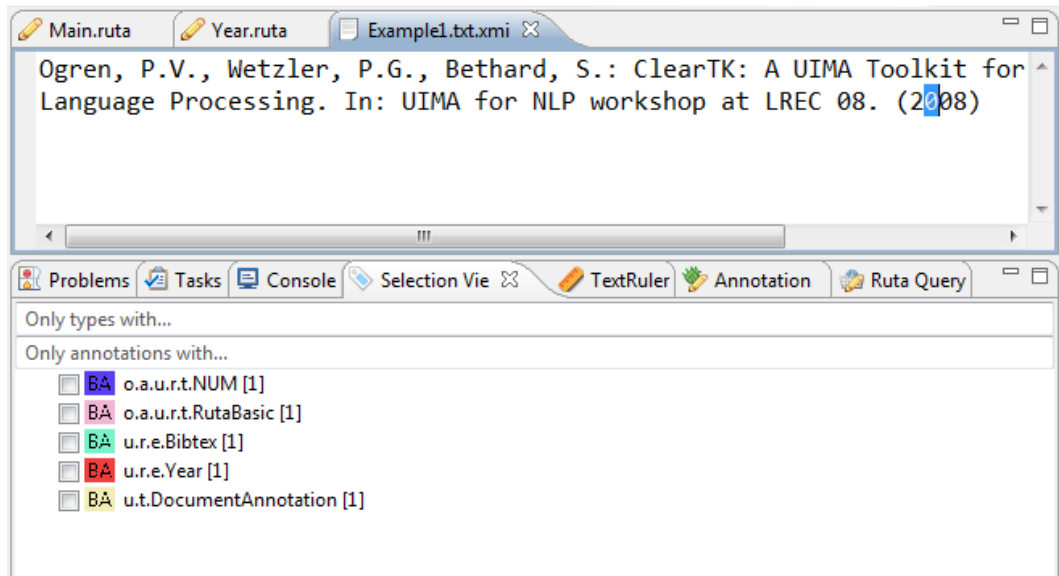 Main.ruta Year.ruta Example1.txt.xmi
Ogren, P.V., Wetzler, P.G., Bethard, S.: ClearTK: A UIMA Toolkit for
Language Processing. In: UIMA for NLP workshop at LREC 08. (2008)
Problems Tasks Console Selection Vie TextRuler Annotation Ruta Query
Only types with...
Only annotations with...
BA o.a.u.r.t.NUM [1]
BA o.a.u.r.t.RutaBasic [1]
BA u.r.e.Bibtex [1]
BA u.r.e.Year [1]
BA u.t.DocumentAnnotation [1]